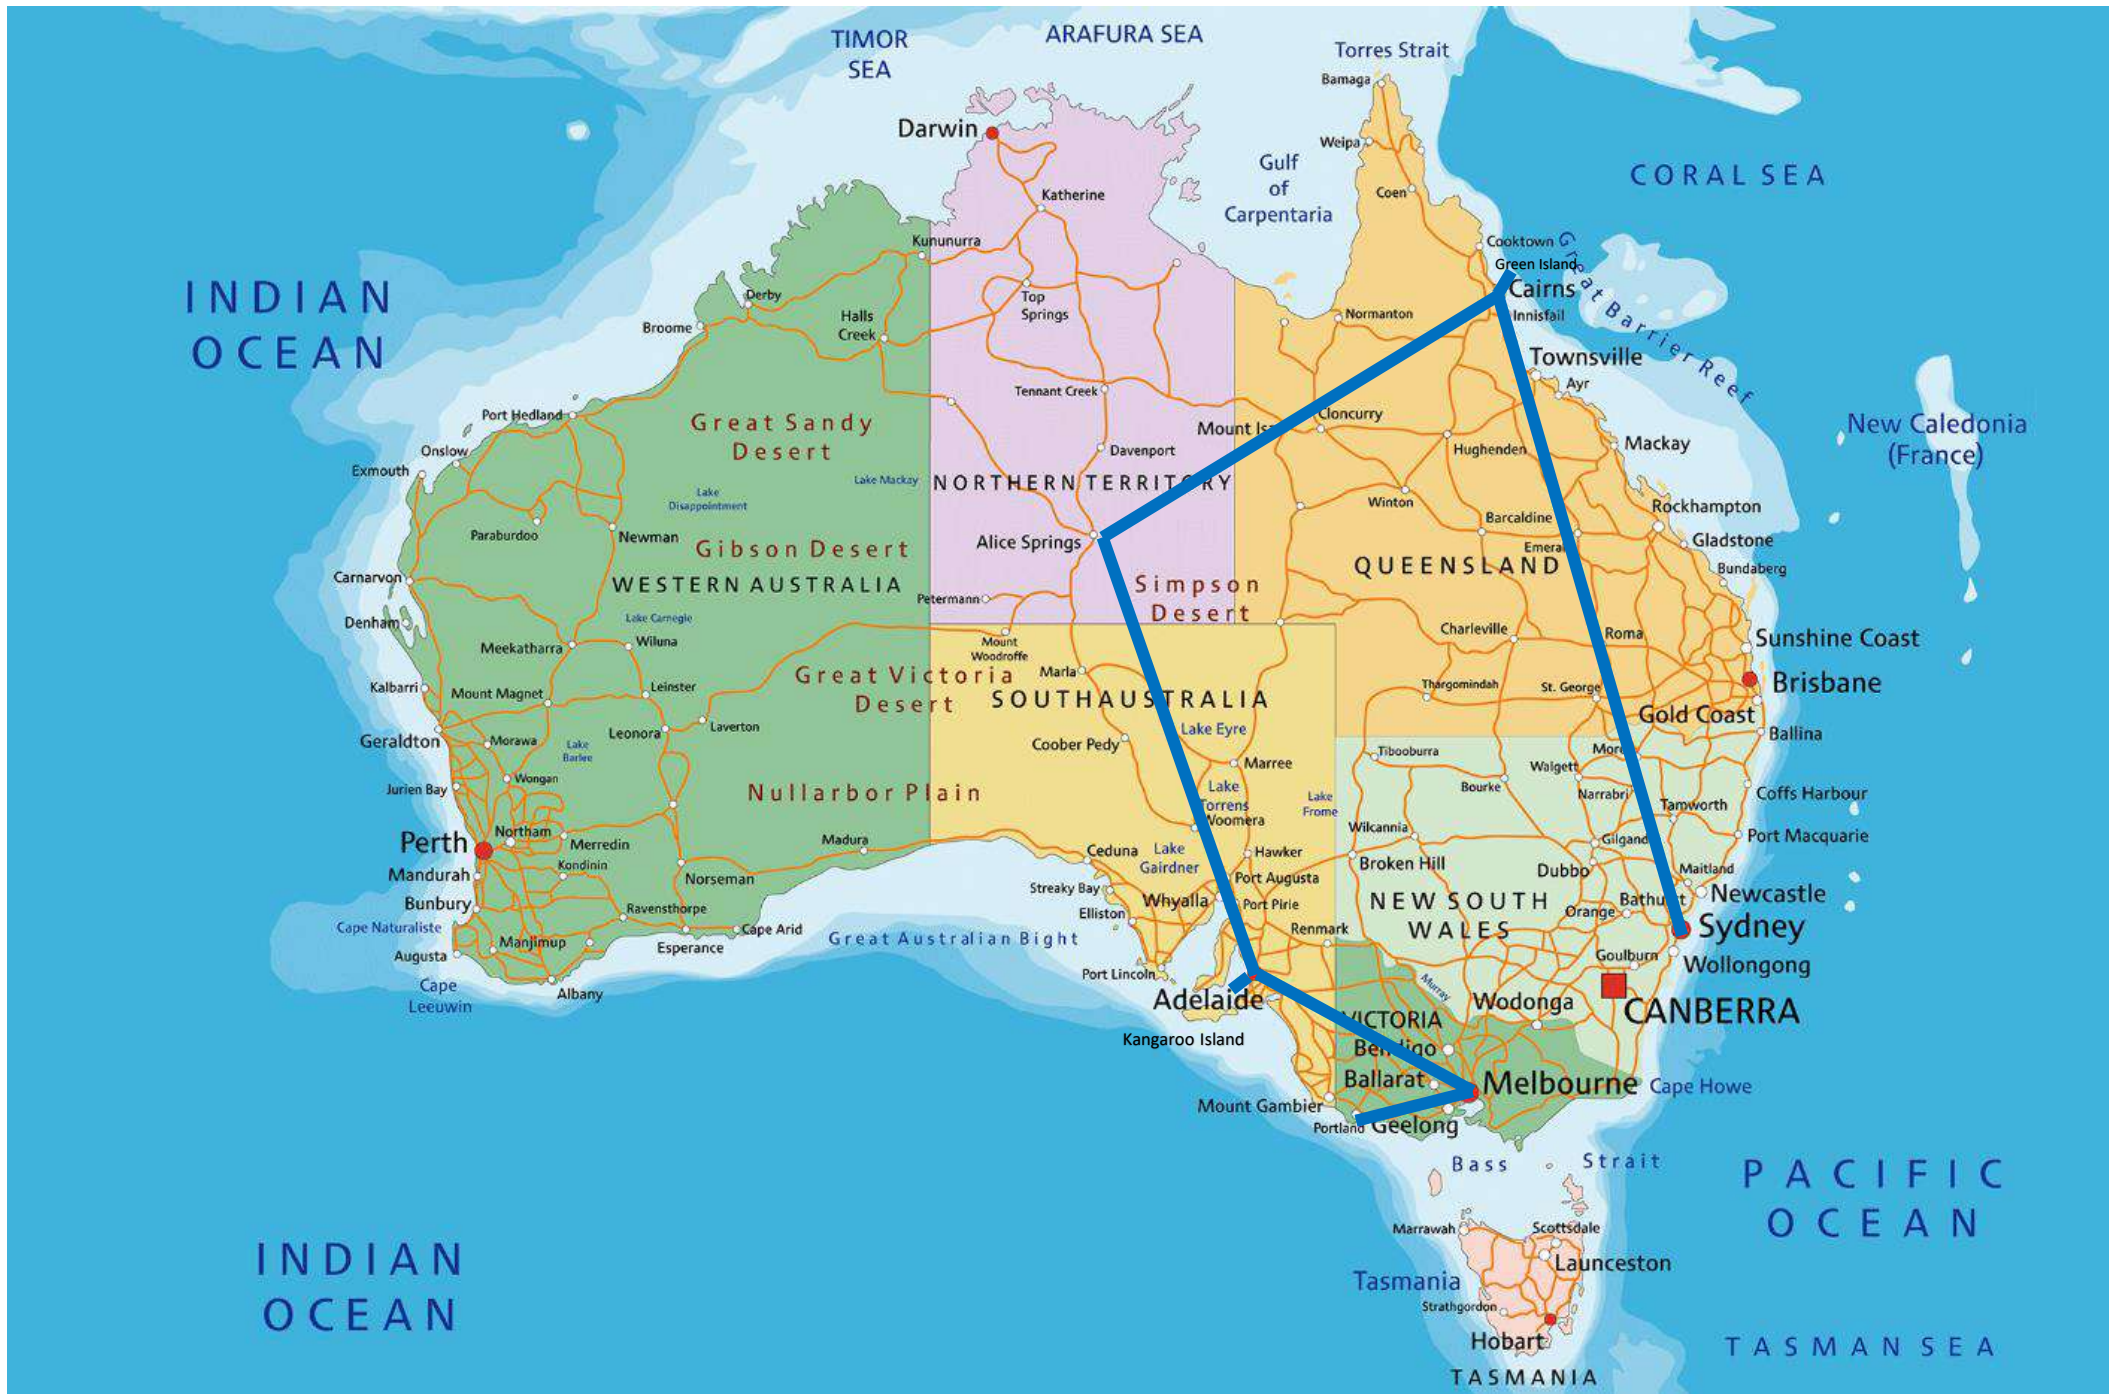 TIMOR
SEA
ARAFURA SEA
Torres Strait
Bamaga
Darwin
Weipa
Gulf
of
Carpentaria
CORAL SEA
Coen
Katherine
Kununurra
Cooktown
Green Island
Great Barrier Reef
Cairns
INDIAN
OCEAN
Derby
Top
Springs
Halls
Creek
Normanton
Innisfail
Broome
Townsville
Ayr
Tennant Creek
Port Hedland
Great Sandy
Desert
Cloncurry
Mount Isa
New Caledonia
(France)
Mackay
Onslow
Exmouth
Davenport
Hughenden
Lake Mackay
NORTHERN TERRITORY
Lake
Disappointment
Winton
Rockhampton
Barcaldine
Paraburdoo
Newman
Gibson Desert
Alice Springs
Emera
Gladstone
QUEENSLAND
Bundaberg
Carnarvon
WESTERN AUSTRALIA
Simpson
Desert
Petermann
Denham
Lake Carnegie
Charleville
Roma
Sunshine Coast
Meekatharra
Wiluna
Mount
Woodroffe
Great Victoria
Desert
Marla
Kalbarri
Mount Magnet
Leinster
SOUTH AUSTRALIA
Thargomindah
St. George
Brisbane
Gold Coast
Geraldton
Morawa
Leonora
Laverton
Lake Eyre
Coober Pedy
Ballina
Lake
Barlee
Tibooburra
More
Wongan
Marree
Walgett
Jurien Bay
Nullarbor Plain
Lake
Torrens
Lake
Frome
Bourke
Narrabri
Coffs Harbour
Tamworth
Woomera
Perth
Northam
Merredin
Madura
Wilcannia
Gilgand
Port Macquarie
Kondinin
Ceduna
Lake
Gairdner
Hawker
Broken Hill
Dubbo
Maitland
Mandurah
Norseman
Port Augusta
Streaky Bay
Newcastle
Bunbury
Ravensthorpe
Whyalla
Port Pirie
NEW SOUTH
WALES
Bathurst
Orange
Elliston
Cape Naturaliste
Cape Arid
Great Australian Bight
Renmark
Sydney
Manjimup
Esperance
Augusta
Goulburn
Wollongong
Port Lincoln
Cape
Leeuwin
Albany
Murray
Adelaide
Wodonga
CANBERRA
VICTORIA
Kangaroo Island
Bendigo
Ballarat
Melbourne
Cape Howe
Mount Gambier
Portland
Geelong
Bass Strait
PACIFIC
OCEAN
Marrawah
Scottsdale
Launceston
INDIAN
OCEAN
Tasmania
Strathgordon
Hobart
TASMAN SEA
TASMANIA